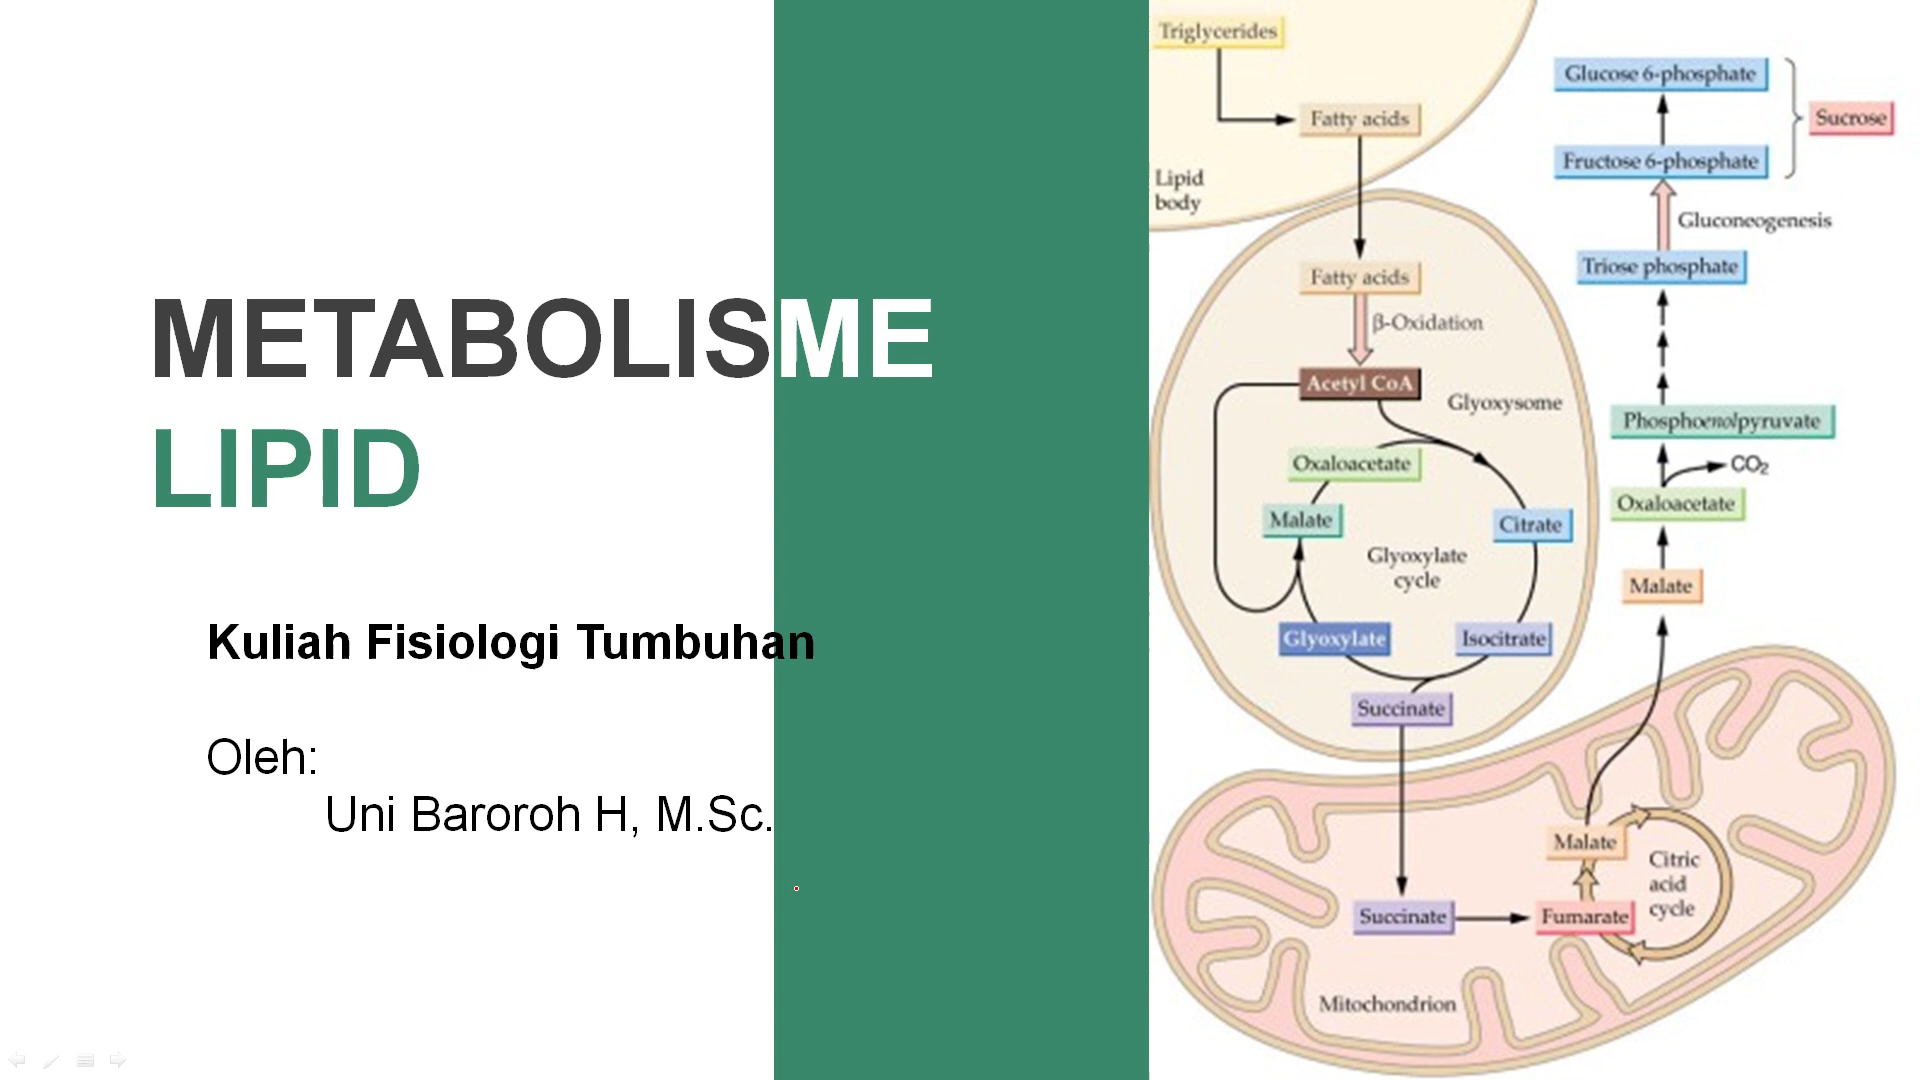 METABOLISME
LIPID
Kuliah Fisiologi Tumbuhan
Oleh:
Uni Baroroh H, M.Sc.
Triglycerides
Fatty acids
Lipid
body
Fatty acids
β-Oxidation
Acetyl CoA
Glyoxysome
Oxaloacetate
Malate
Citrate
Glyoxylate
cycle
Glyoxylate
Isocitrate
Succinate
Succinate
Fumarate
Malate
Citric
acid
cycle
Mitochondrion
Malate
Oxaloacetate
CO₂
Phosphoenolpyruvate
Triose phosphate
Gluconeogenesis
Fructose 6-phosphate
Glucose 6-phosphate
Sucrose